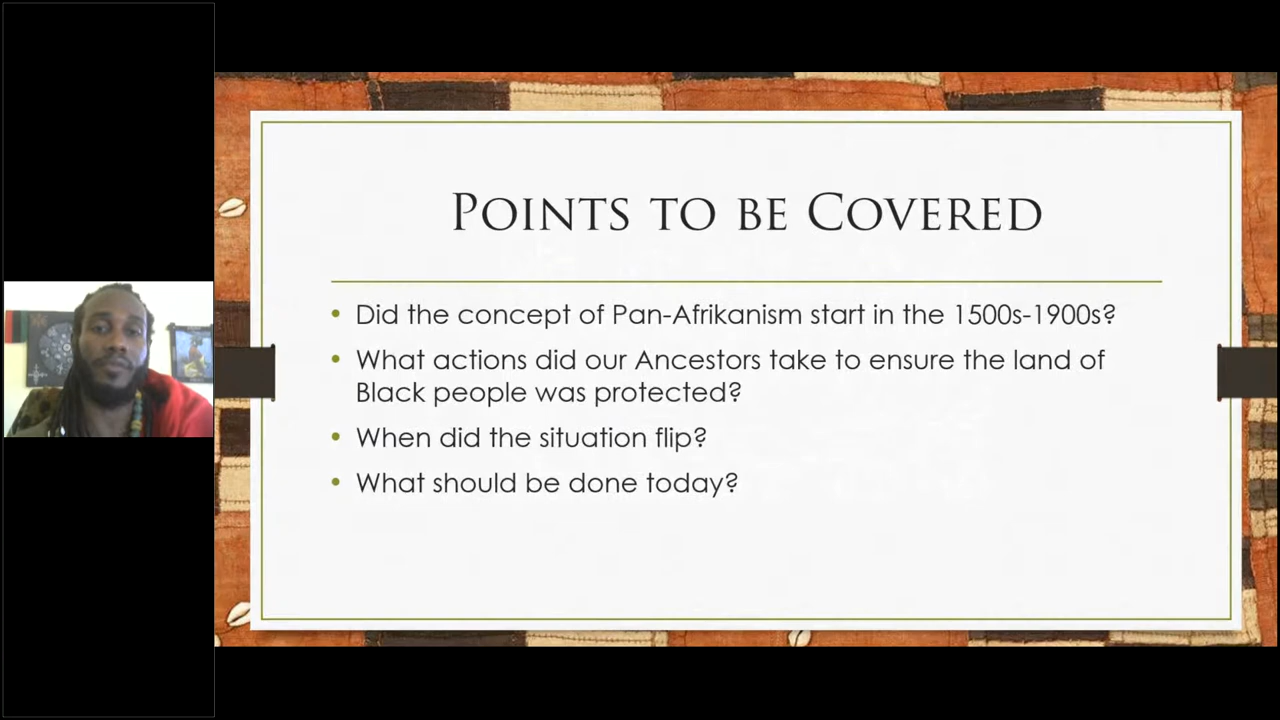 Points to be Covered
• Did the concept of Pan-Afrikanism start in the 1500s-1900s?
• What actions did our Ancestors take to ensure the land of
Black people was protected?
• When did the situation flip?
• What should be done today?